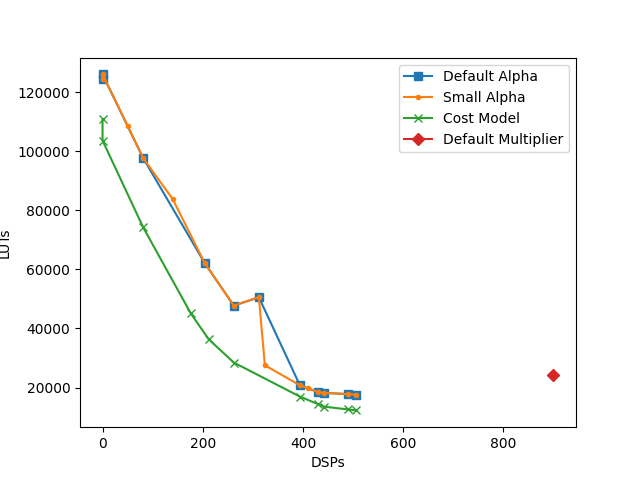 Default Alpha
Small Alpha
Cost Model
Default Multiplier
120000
100000
80000
60000
40000
20000
LUTs
0 200 400 600 800
DSPs